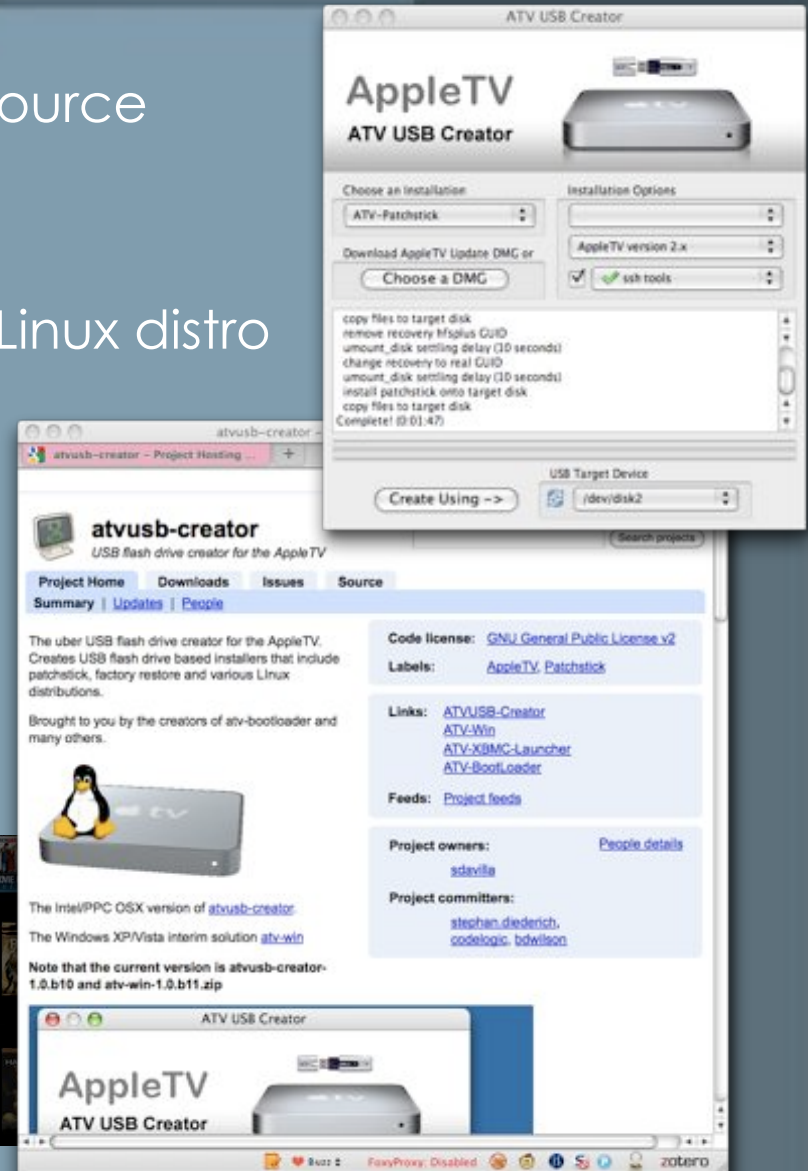 ource
Linux distro
ATV USB Creator
AppleTV
ATV USB Creator
Choose an Installation
Installation Options
ATV-Patchstick
Download AppleTV Update DMG or
AppleTV version 2.x
Choose a DMG
ssh tools
copy files to target disk
remove recovery hfsplus GUID
umount_disk settling delay (10 seconds)
change recovery to real GUID
umount_disk settling delay (10 seconds)
install patchstick onto target disk
copy files to target disk
Complete! (0:01:47)
USB Target Device
Create Using ->
/dev/disk2
atvusb-creator -
atvusb-creator - Project Hosting ...
+
Search projects
atvusb-creator
USB flash drive creator for the AppleTV
Project Home Downloads Issues Source
Summary | Updates | People
The uber USB flash drive creator for the AppleTV.
Creates USB flash drive based installers that include
patchstick, factory restore and various LInux
distributions.
Brought to you by the creators of atv-bootloader and
many others.
tv
The Intel/PPC OSX version of atvusb-creator.
The Windows XP/Vista interim solution atv-win
Note that the current version is atvusb-creator-
1.0.b10 and atv-win-1.0.b11.zip
Code license: GNU General Public License v2
Labels: AppleTV, Patchstick
Links: ATVUSB-Creator
ATV-Win
ATV-XBMC-Launcher
ATV-BootLoader
Feeds: Project feeds
Project owners: People details
sdavilla
Project committers:
stephan.diederich,
codelogic, bdwilson
ATV USB Creator
AppleTV
ATV USB Creator
Buzz
FoxyProxy: Disabled
zotero